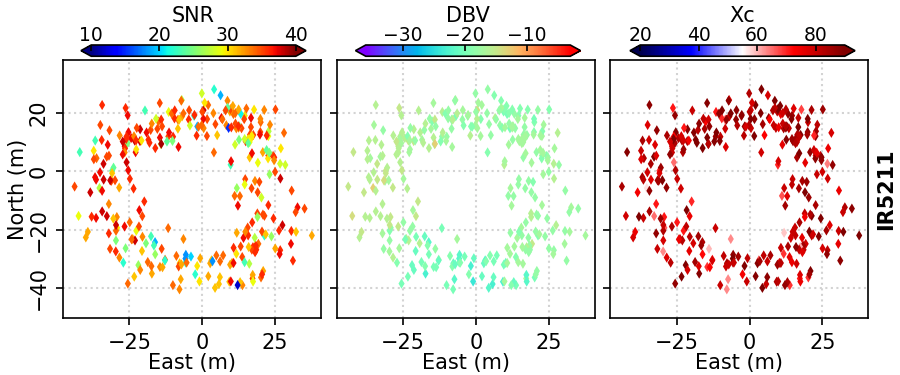 SNR DBV Xc
10 20 30 40 −30 −20 −10 20 40 60 80
20
0
−20
−40
North (m)
IR5211
−25 0 25 −25 0 25 −25 0 25
East (m) East (m) East (m)